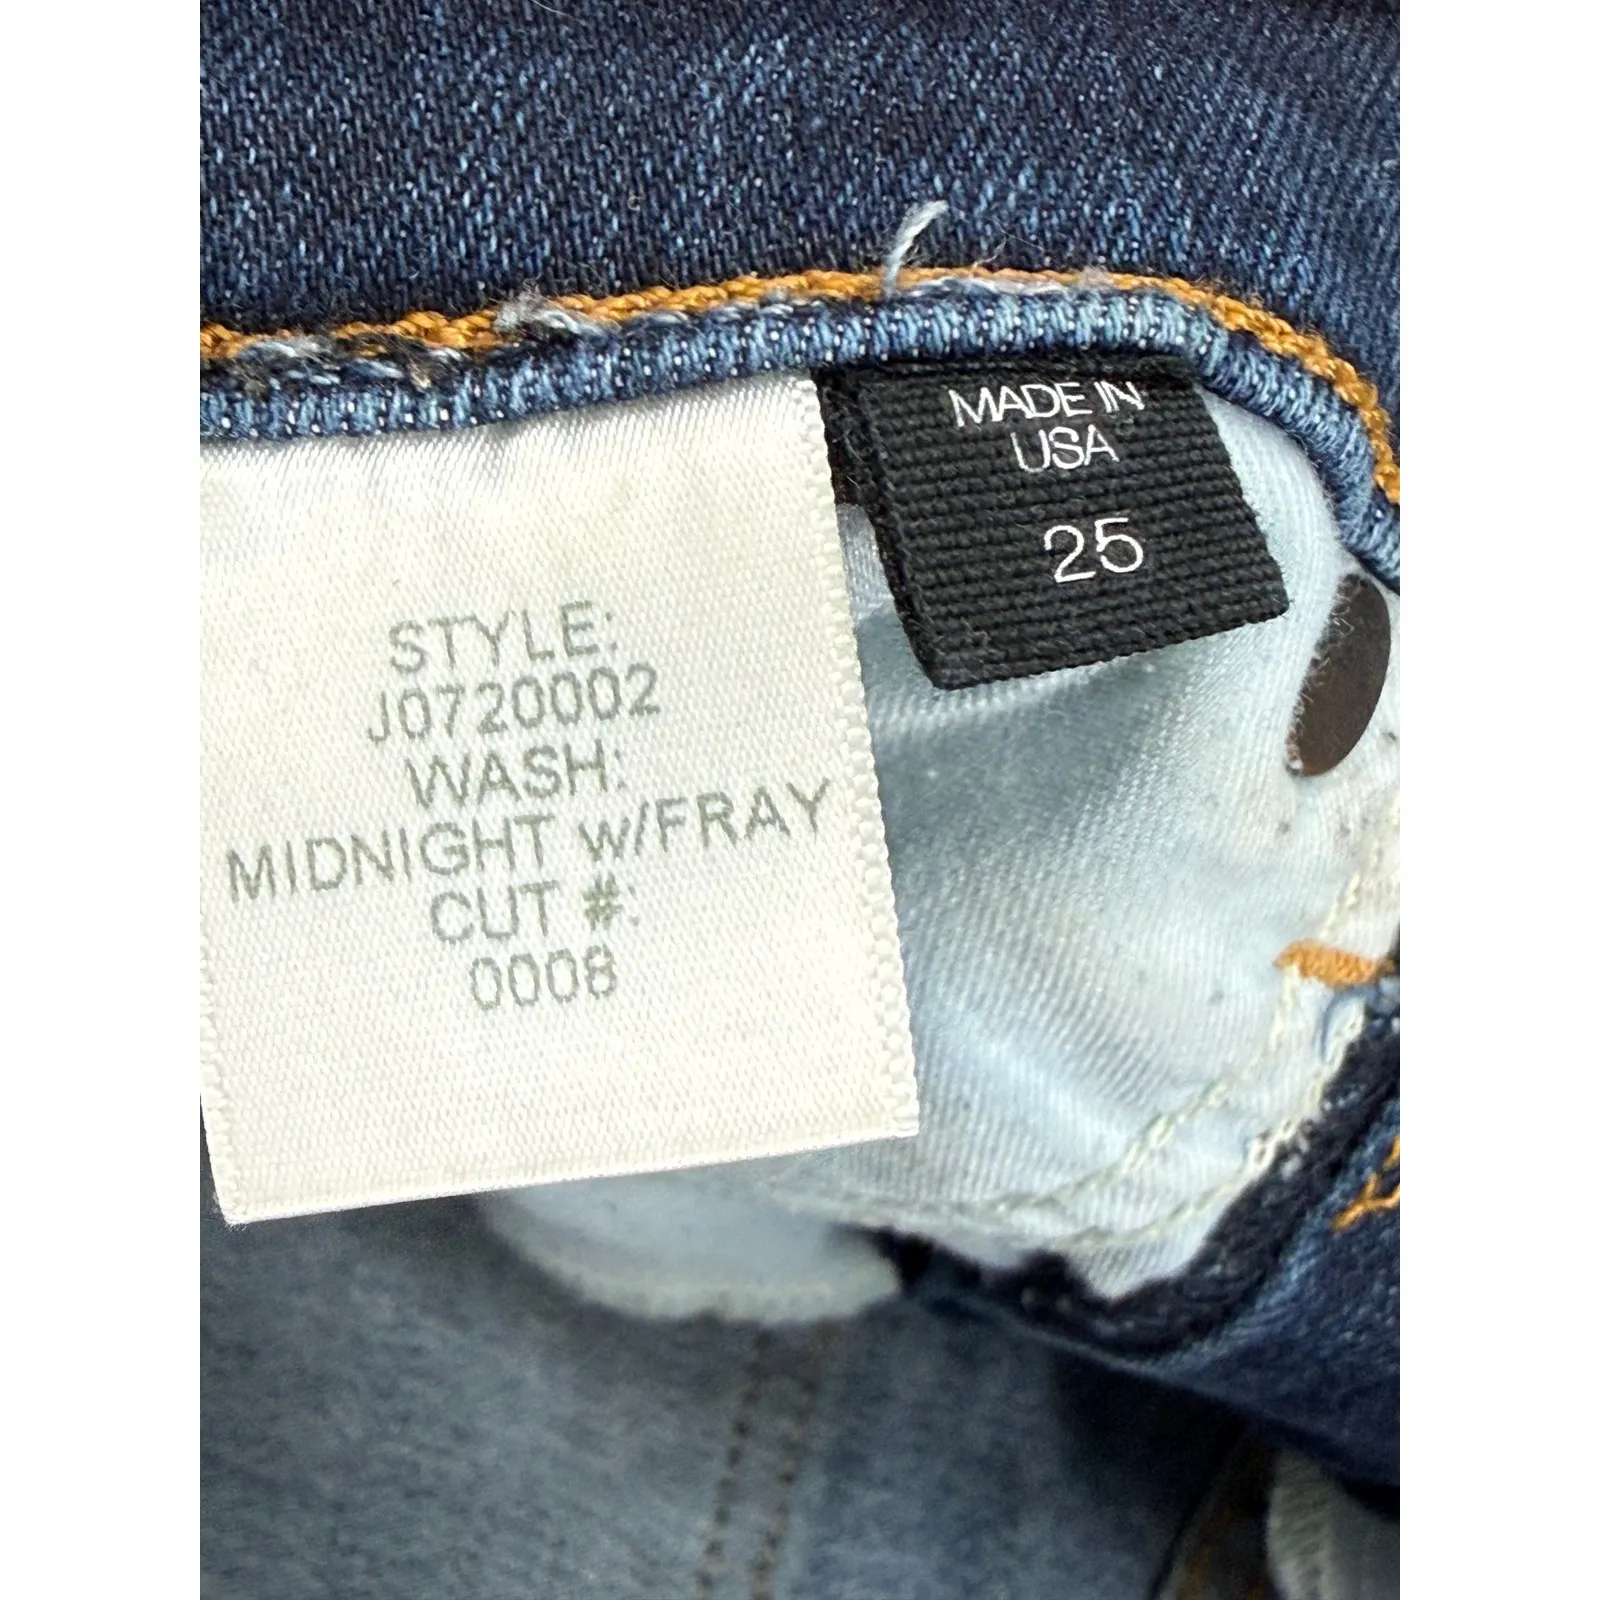 MADE IN
USA
25
STYLE:
J0720002
WASH:
MIDNIGHT w/FRAY
CUT #:
0008